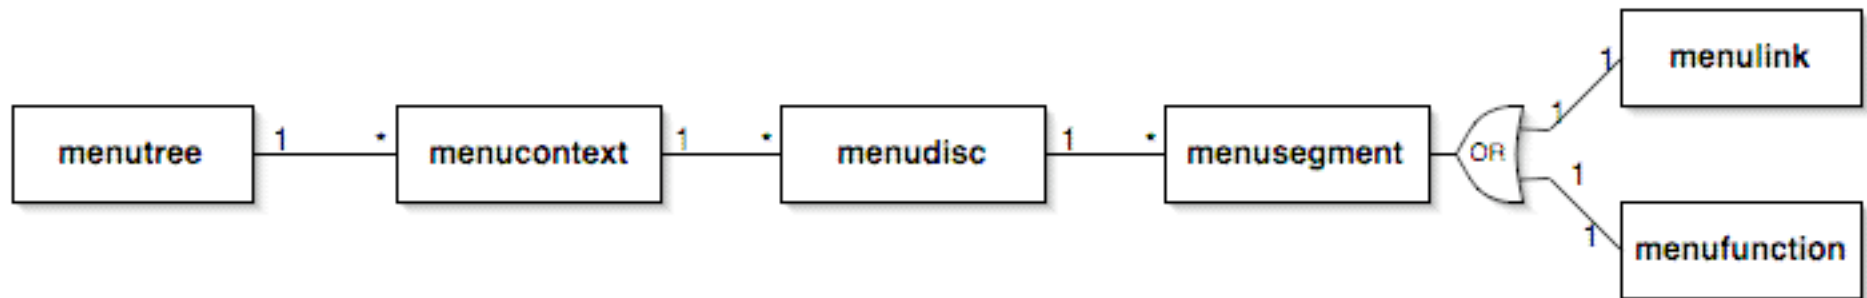 menutree
1
*
menucontext
1
*
menudisc
1
*
menusegment
OR
1
1
menulink
1
1
menufunction